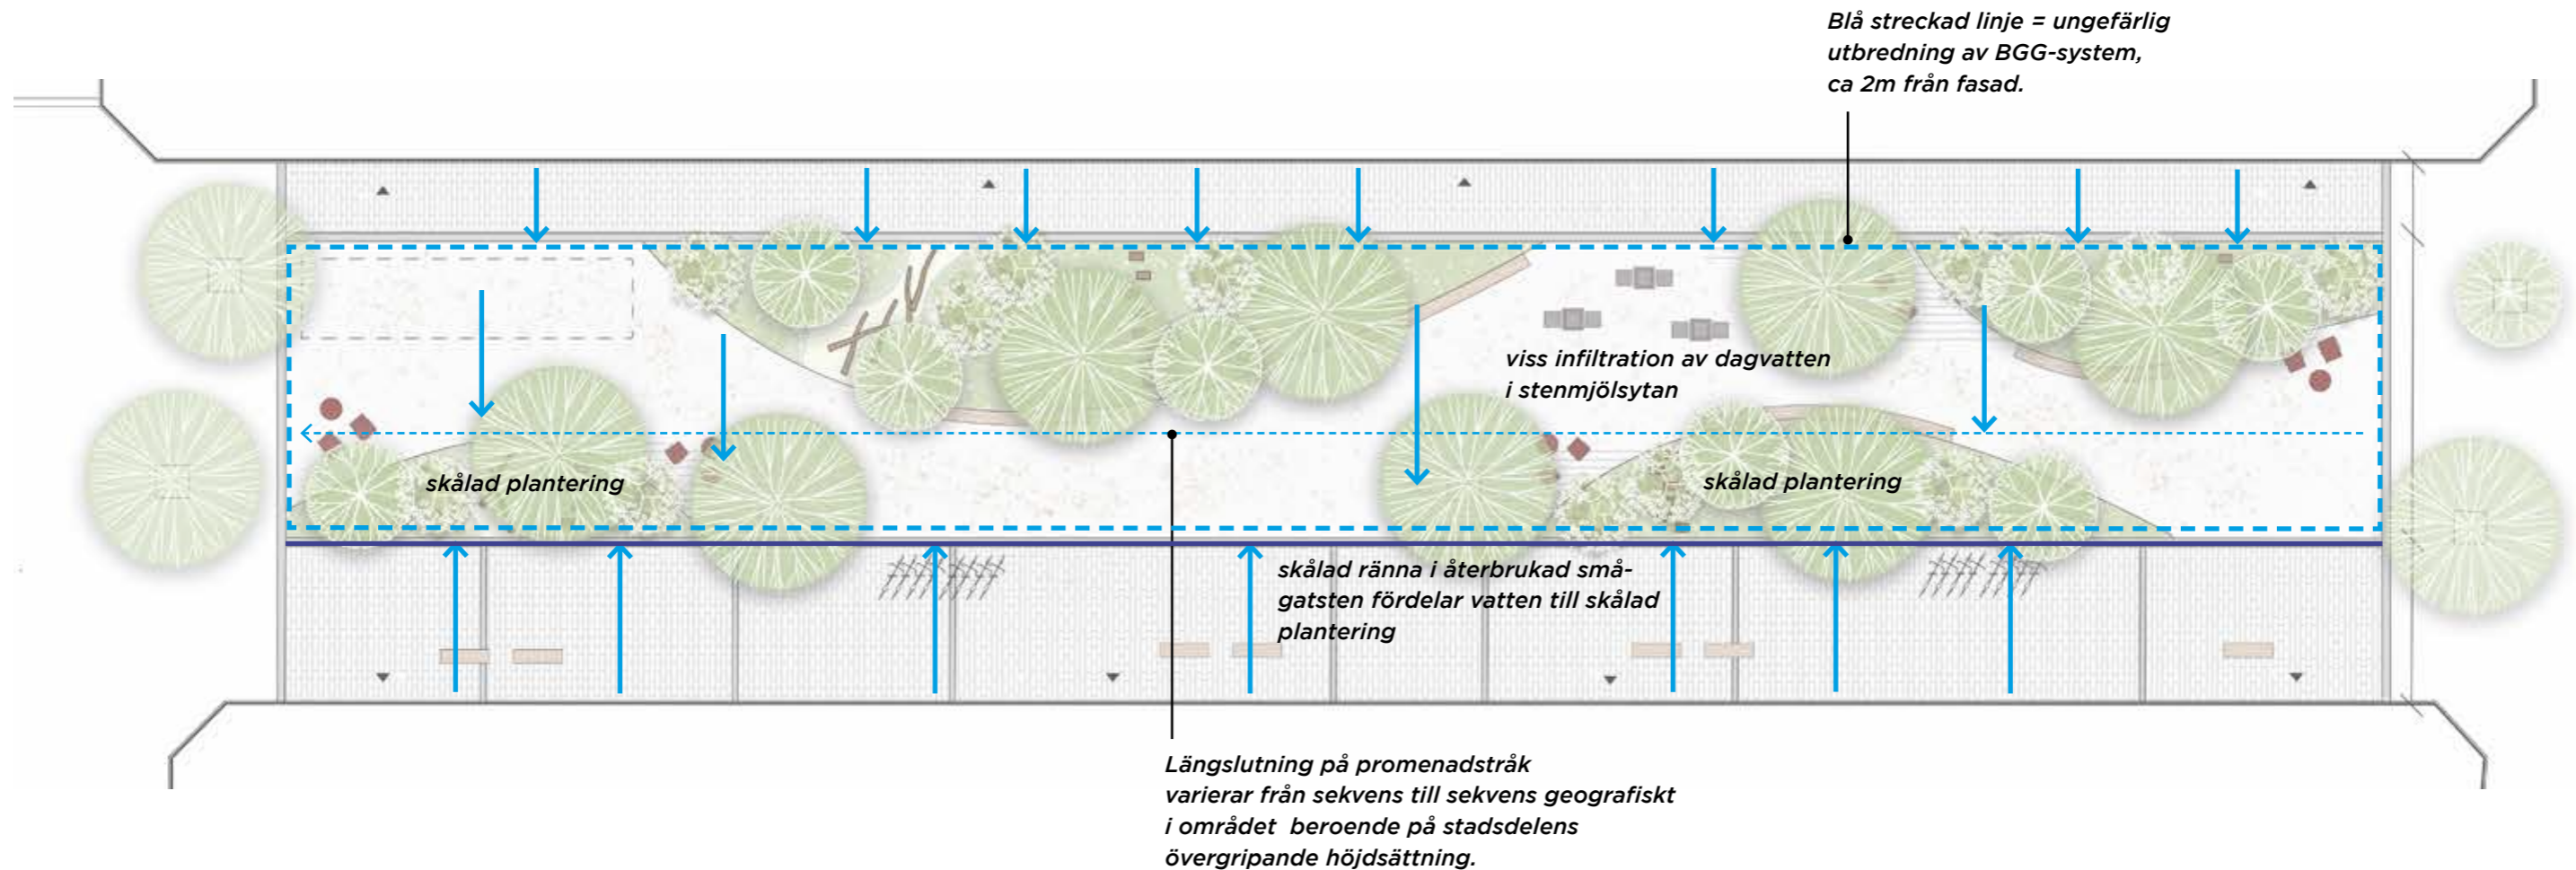 Blå streckad linje = ungefärlig
utbredning av BGG-system,
ca 2m från fasad.
viss infiltration av dagvatten
i stenmjölsytan
skålad plantering
skålad plantering
skålad ränna i återbrukad små-
gatsten fördelar vatten till skålad
plantering
Längslutning på promenadstråk
varierar från sekvens till sekvens geografiskt
i området  beroende på stadsdelens
övergripande höjdsättning.